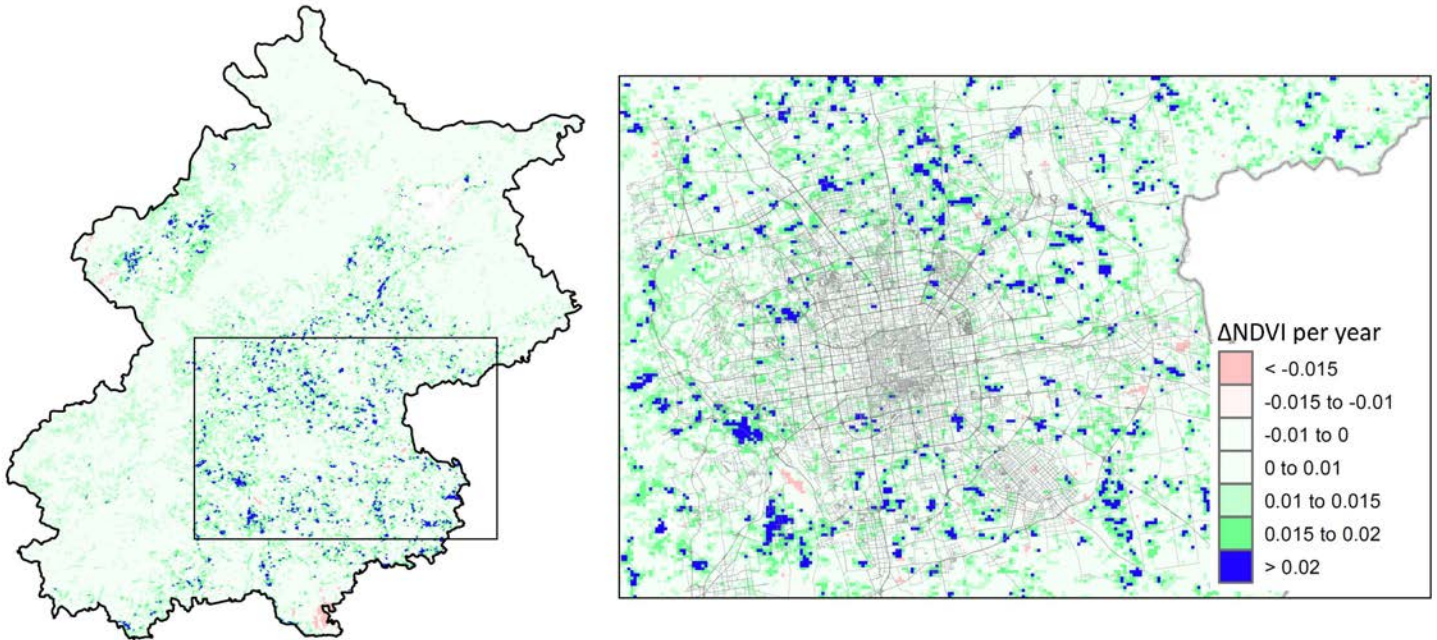 ΔNDVI per year
< -0.015
-0.015 to -0.01
-0.01 to 0
0 to 0.01
0.01 to 0.015
0.015 to 0.02
> 0.02